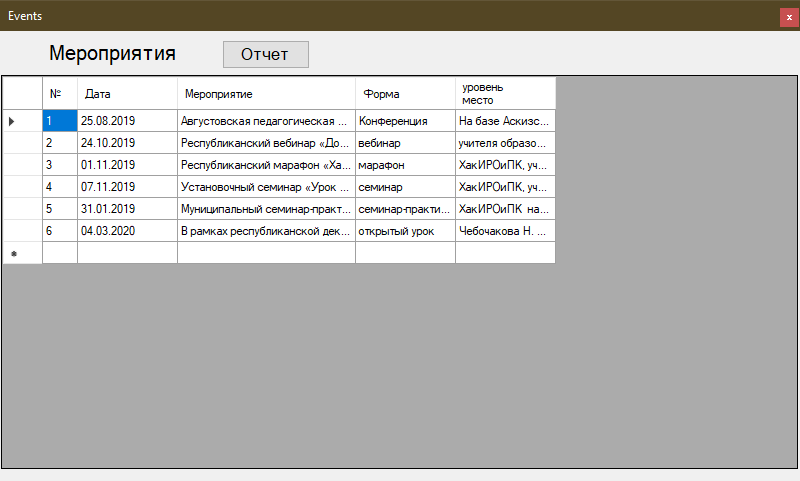 Events
x
Мероприятия Отчет
№ Дата Мероприятие Форма уровень
место
1 25.08.2019 Августовская педагогическая ... Конференция На базе Аскизс...
2 24.10.2019 Республиканский вебинар «До... вебинар учителя образо...
3 01.11.2019 Республиканский марафон «Ха... марафон ХакИРОиПК, уч...
4 07.11.2019 Установочный семинар «Урок ... семинар ХакИРОиПК, уч...
5 31.01.2019 Муниципальный семинар-практ... семинар-практи... ХакИРОиПК на...
6 04.03.2020 В рамках республиканской дек... открытый урок Чебочакова Н. ...